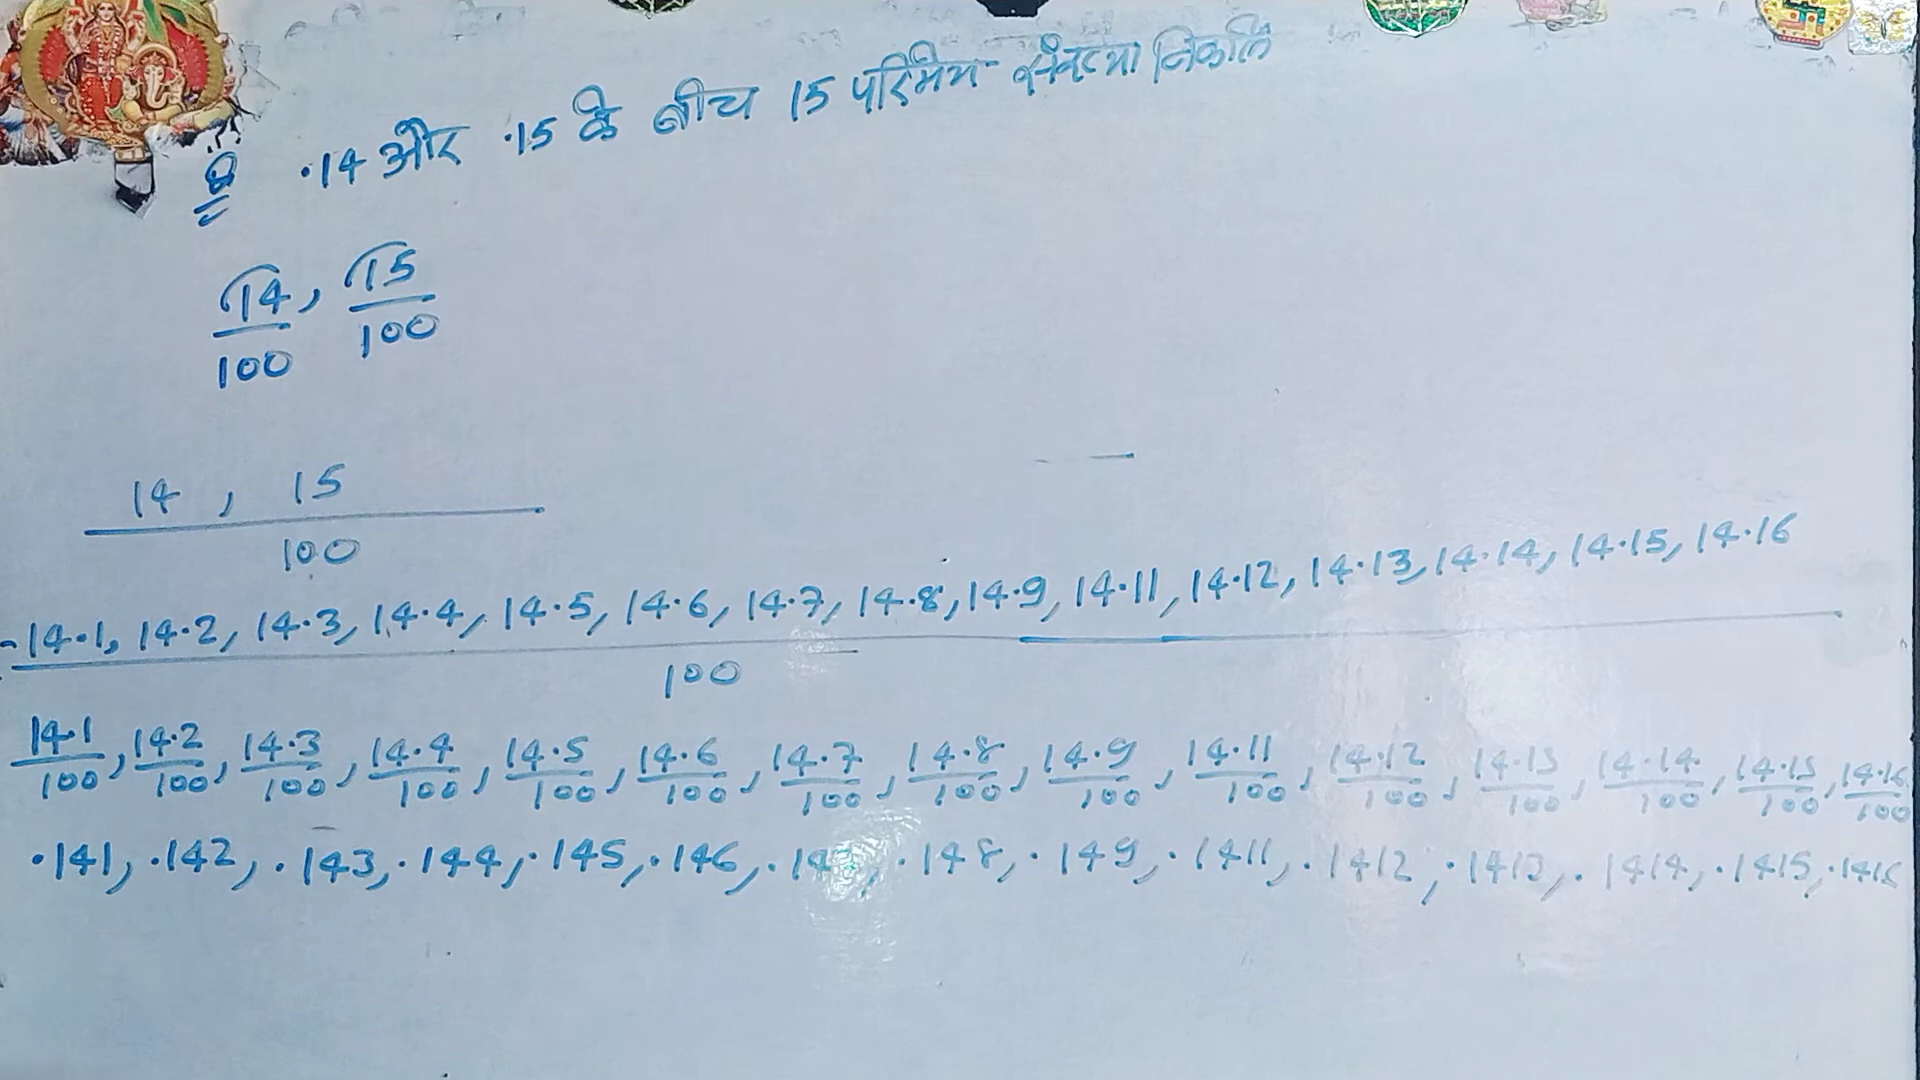 Q .14 और .15 के बीच 15 परिमेय संख्या निकालें
14/100, 15/100
14, 15
100
14.1, 14.2, 14.3, 14.4, 14.5, 14.6, 14.7, 14.8, 14.9, 14.11, 14.12, 14.13, 14.14, 14.15, 14.16
100
14.1/100, 14.2/100, 14.3/100, 14.4/100, 14.5/100, 14.6/100, 14.7/100, 14.8/100, 14.9/100, 14.11/100, 14.12/100, 14.13/100, 14.14/100, 14.15/100, 14.16/100
.141, .142, .143, .144, .145, .146, .147, .148, .149, .1411, .1412, .1413, .1414, .1415, .1416